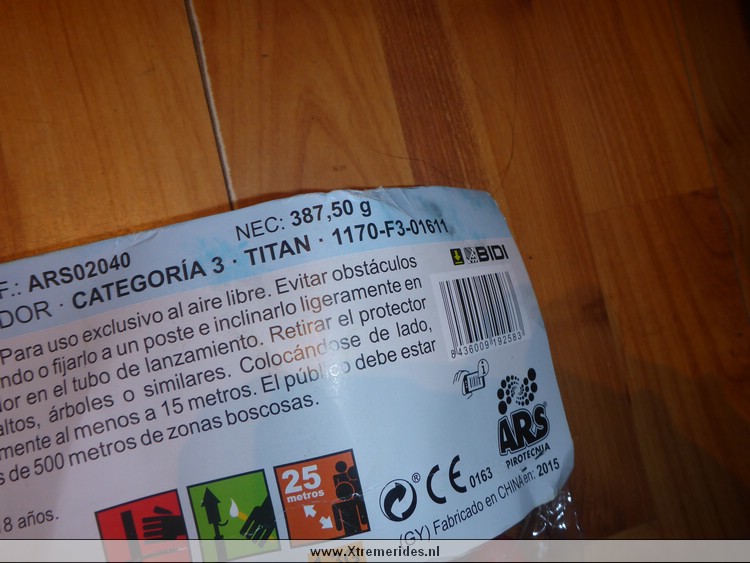 NEC: 387,50 g
F.: ARS02040
DOR · CATEGORÍA 3 · TITAN · 1170-F3-01611
BIDI
Para uso exclusivo al aire libre. Evitar obstáculos
ndo o fijarlo a un poste e inclinarlo ligeramente en
or en el tubo de lanzamiento. Retirar el protector
altos, árboles o similares. Colocándose de lado,
mente al menos a 15 metros. El público debe estar
s de 500 metros de zonas boscosas.
8 436009 192583
i
ARS
PIROTECNIA
18 años.
25
metros
® CE 0163
(GY) Fabricado en CHINA en: 2015
www.Xtremerides.nl